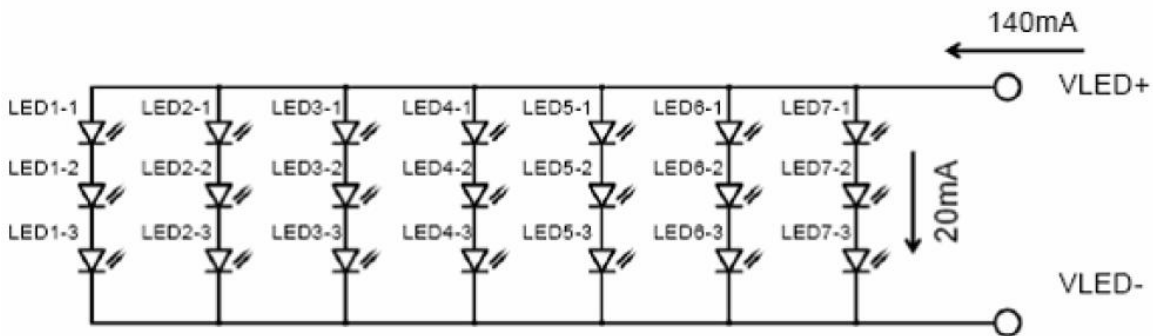 140mA
VLED+
LED1-1 LED2-1 LED3-1 LED4-1 LED5-1 LED6-1 LED7-1
LED1-2 LED2-2 LED3-2 LED4-2 LED5-2 LED6-2 LED7-2
20mA
LED1-3 LED2-3 LED3-3 LED4-3 LED5-3 LED6-3 LED7-3
VLED-